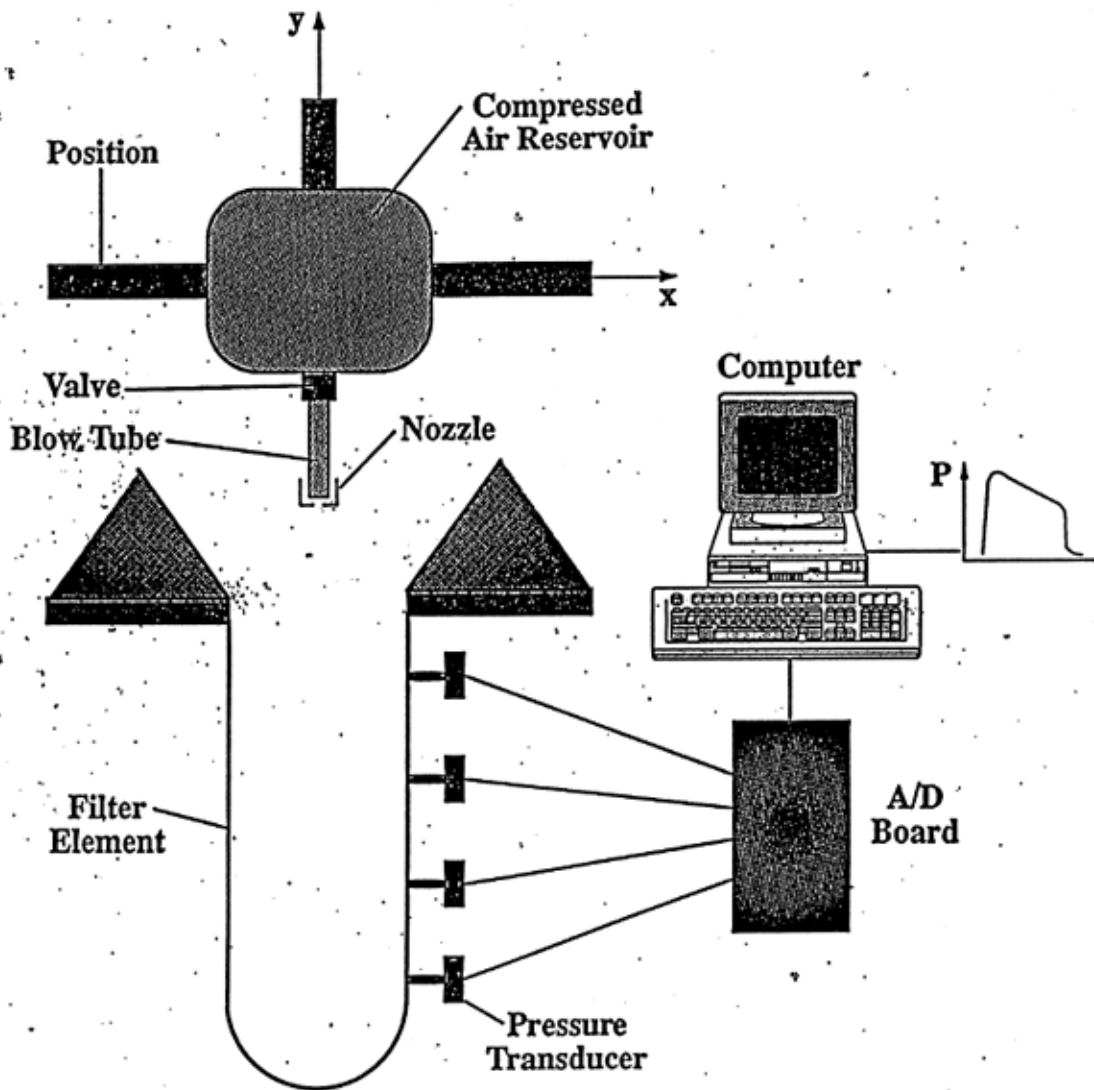 y
Compressed
Air Reservoir
Position
x
Valve
Computer
Blow Tube
Nozzle
P
Filter
Element
A/D
Board
Pressure
Transducer